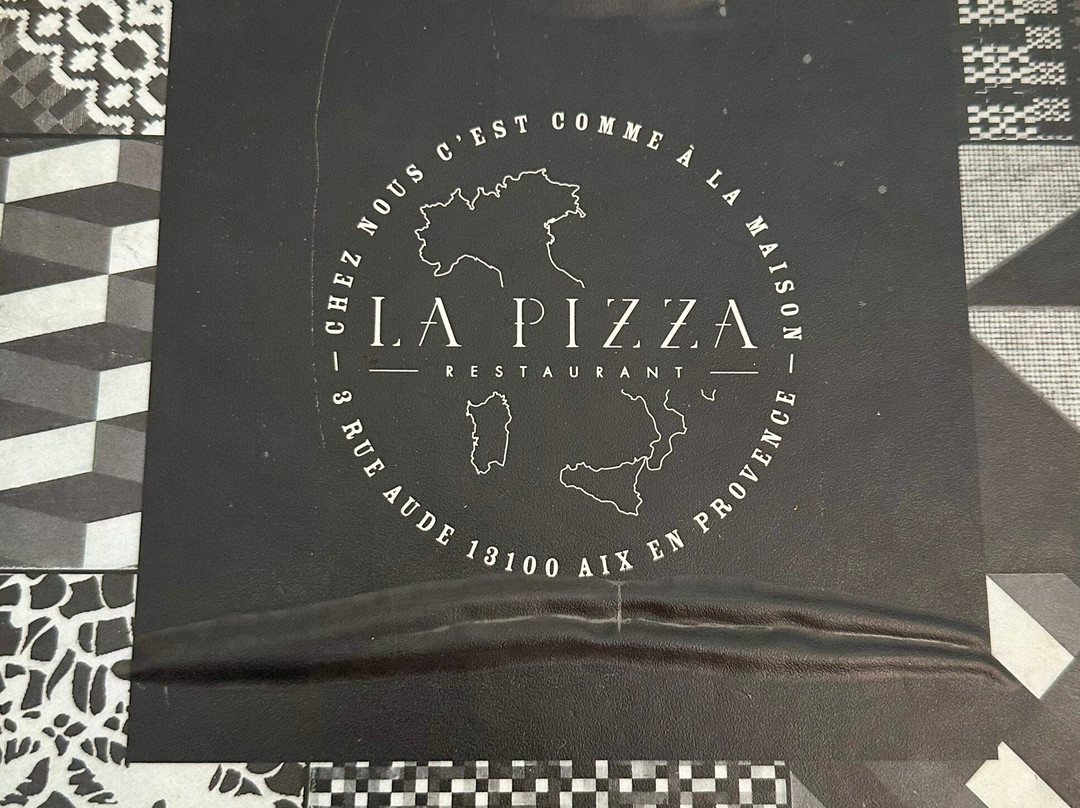 CHEZ NOUS C'EST COMME À LA MAISON
LA PIZZA
RESTAURANT
3 RUE AUDE 13100 AIX EN PROVENCE